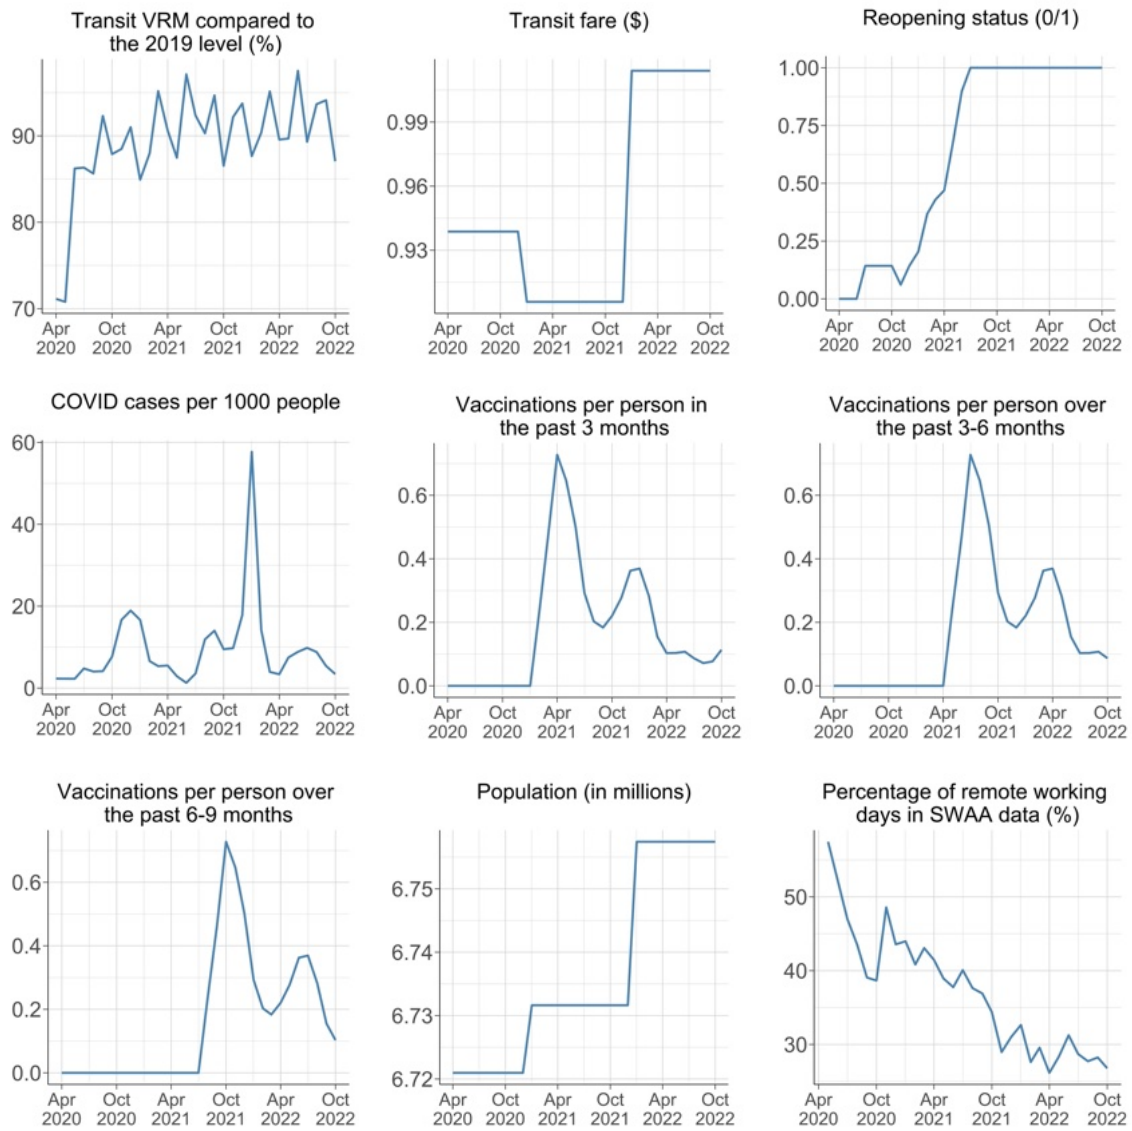 Transit VRM compared to
the 2019 level (%)
90
80
70
Apr Oct Apr Oct Apr Oct
2020 2020 2021 2021 2022 2022
Transit fare ($)
0.99
0.96
0.93
Apr Oct Apr Oct Apr Oct
2020 2020 2021 2021 2022 2022
Reopening status (0/1)
1.00
0.75
0.50
0.25
0.00
Apr Oct Apr Oct Apr Oct
2020 2020 2021 2021 2022 2022
COVID cases per 1000 people
60
40
20
0
Apr Oct Apr Oct Apr Oct
2020 2020 2021 2021 2022 2022
Vaccinations per person in
the past 3 months
0.6
0.4
0.2
0.0
Apr Oct Apr Oct Apr Oct
2020 2020 2021 2021 2022 2022
Vaccinations per person over
the past 3-6 months
0.6
0.4
0.2
0.0
Apr Oct Apr Oct Apr Oct
2020 2020 2021 2021 2022 2022
Vaccinations per person over
the past 6-9 months
0.6
0.4
0.2
0.0
Apr Oct Apr Oct Apr Oct
2020 2020 2021 2021 2022 2022
Population (in millions)
6.75
6.74
6.73
6.72
Apr Oct Apr Oct Apr Oct
2020 2020 2021 2021 2022 2022
Percentage of remote working
days in SWAA data (%)
50
40
30
Apr Oct Apr Oct Apr Oct
2020 2020 2021 2021 2022 2022